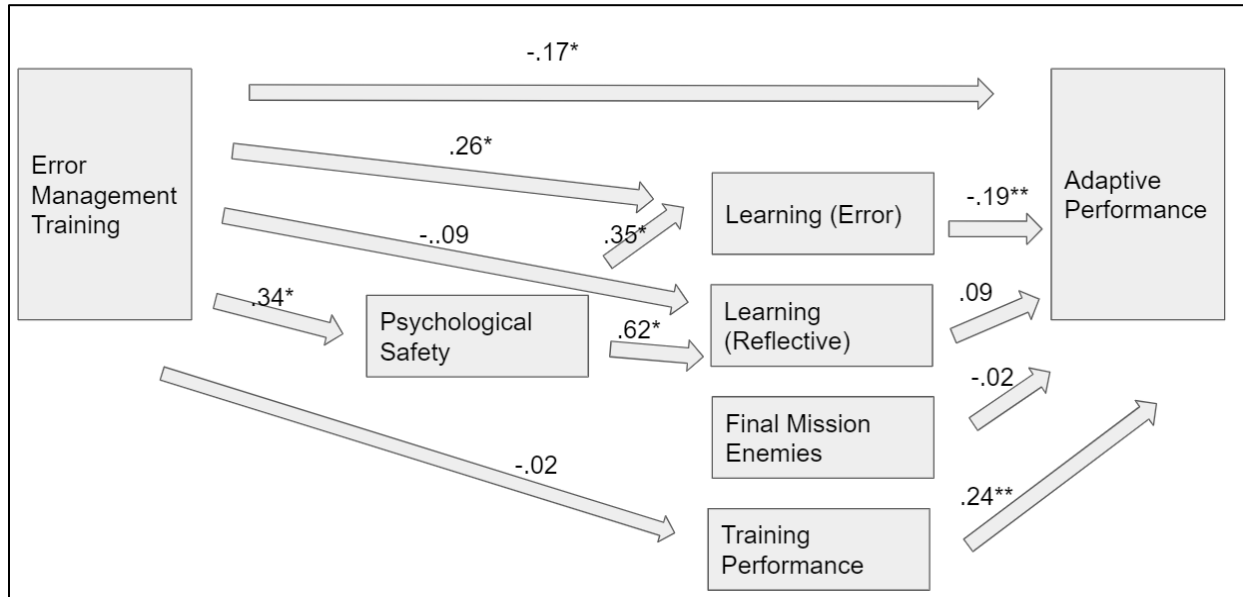 -.17*
Error
Management
Training
.26*
Learning (Error)
-.19**
Adaptive
Performance
.35*
-..09
.34*
Psychological
Safety
.62*
Learning
(Reflective)
.09
-.02
Final Mission
Enemies
-.02
.24**
Training
Performance